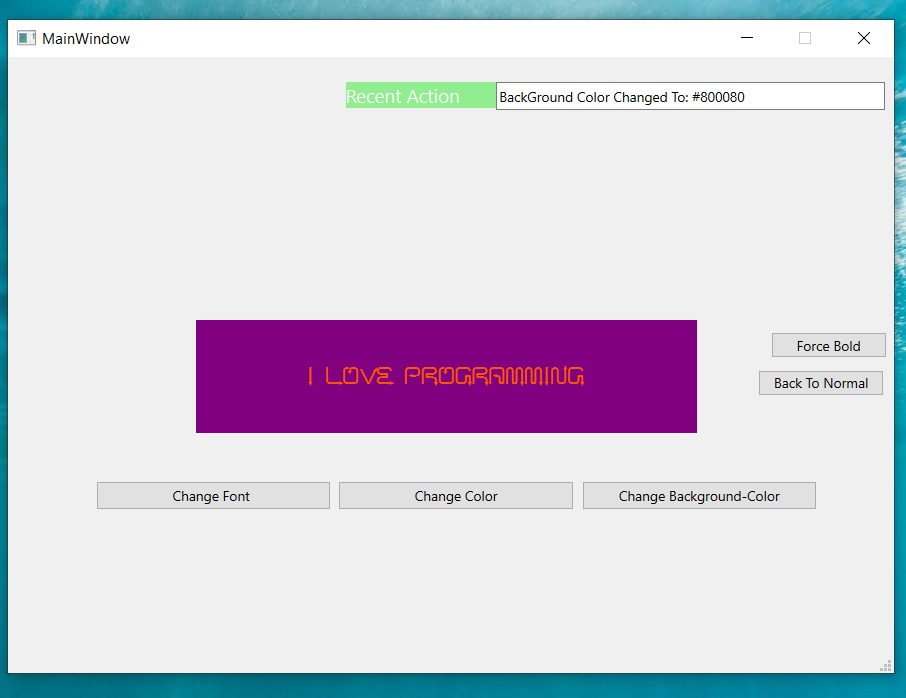 MainWindow
Recent Action
BackGround Color Changed To: #800080
I LOVE PROGRAMMING
Force Bold
Back To Normal
Change Font
Change Color
Change Background-Color